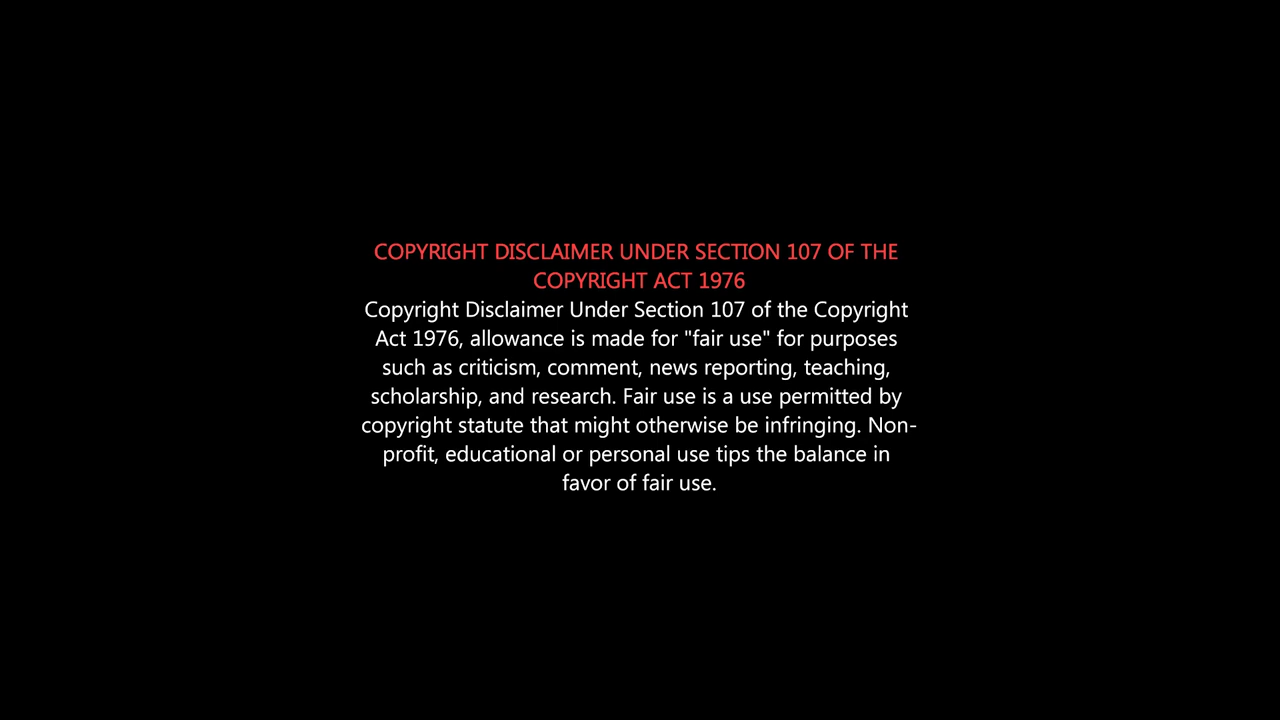 COPYRIGHT DISCLAIMER UNDER SECTION 107 OF THE
COPYRIGHT ACT 1976
Copyright Disclaimer Under Section 107 of the Copyright
Act 1976, allowance is made for "fair use" for purposes
such as criticism, comment, news reporting, teaching,
scholarship, and research. Fair use is a use permitted by
copyright statute that might otherwise be infringing. Non-
profit, educational or personal use tips the balance in
favor of fair use.